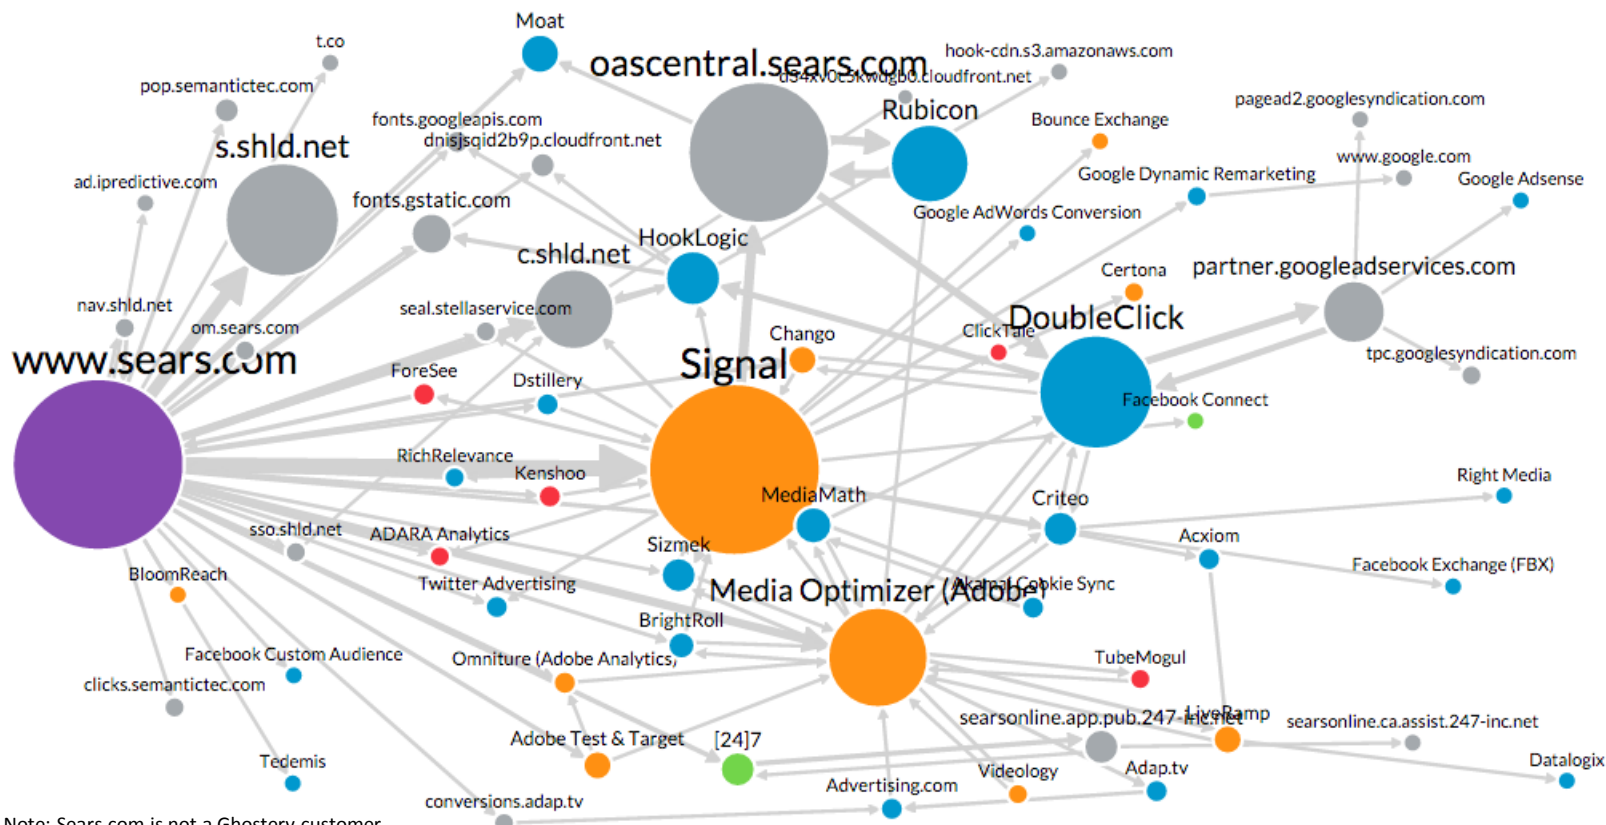 Moat
t.co
oascentral.sears.com
hook-cdn.s3.amazonaws.com
pop.semantictec.com
pagead2.googlesyndication.com
Rubicon
fonts.googleapis.com
Bounce Exchange
dnisjsqid2b9p.cloudfront.net
s.shld.net
www.google.com
Google Dynamic Remarketing
Google Adsense
ad.ipredictive.com
fonts.gstatic.com
Google AdWords Conversion
HookLogic
c.shld.net
Certona
partner.googleadservices.com
nav.shld.net
seal.stellaservice.com
om.sears.com
DoubleClick
Chango
ClickTale
www.sears.com
Signal
tpc.googlesyndication.com
ForeSee
Dstillery
Facebook Connect
RichRelevance
Kenshoo
Right Media
MediaMath
Criteo
sso.shld.net
ADARA Analytics
Acxiom
Sizmek
Facebook Exchange (FBX)
BloomReach
Twitter Advertising
Media Optimizer (Adobe)
Akamai Cookie Sync
BrightRoll
Facebook Custom Audience
Omniture (Adobe Analytics)
TubeMogul
clicks.semantictec.com
searsonline.app.pub.247-inc.net
LiveRamp
searsonline.ca.assist.247-inc.net
Adobe Test & Target
[24]7
Tedemis
Videology
Adap.tv
Datalogix
Advertising.com
conversions.adap.tv
Note: Sears.com is not a Ghostery customer